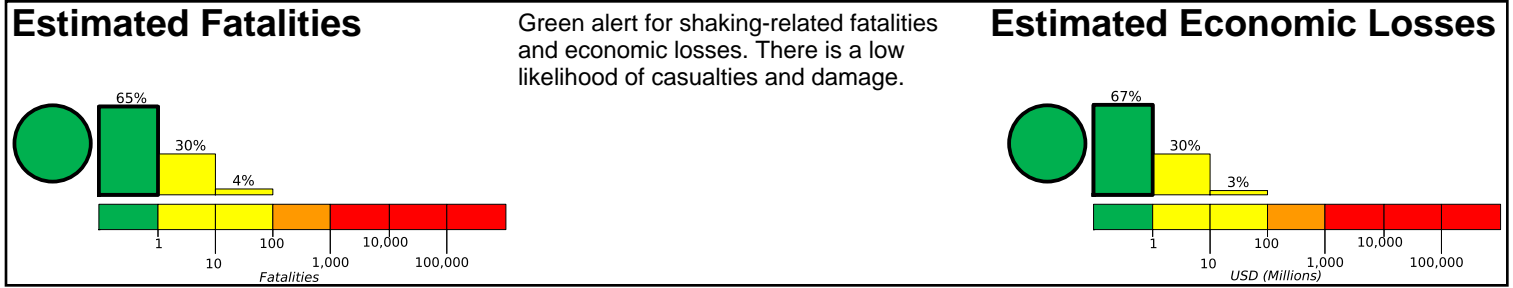 Estimated Fatalities
Green alert for shaking-related fatalities
and economic losses. There is a low
likelihood of casualties and damage.
Estimated Economic Losses
65%
30%
4%
1
100
10,000
10
1,000
100,000
Fatalities
67%
30%
3%
1
100
10,000
10
1,000
100,000
USD (Millions)